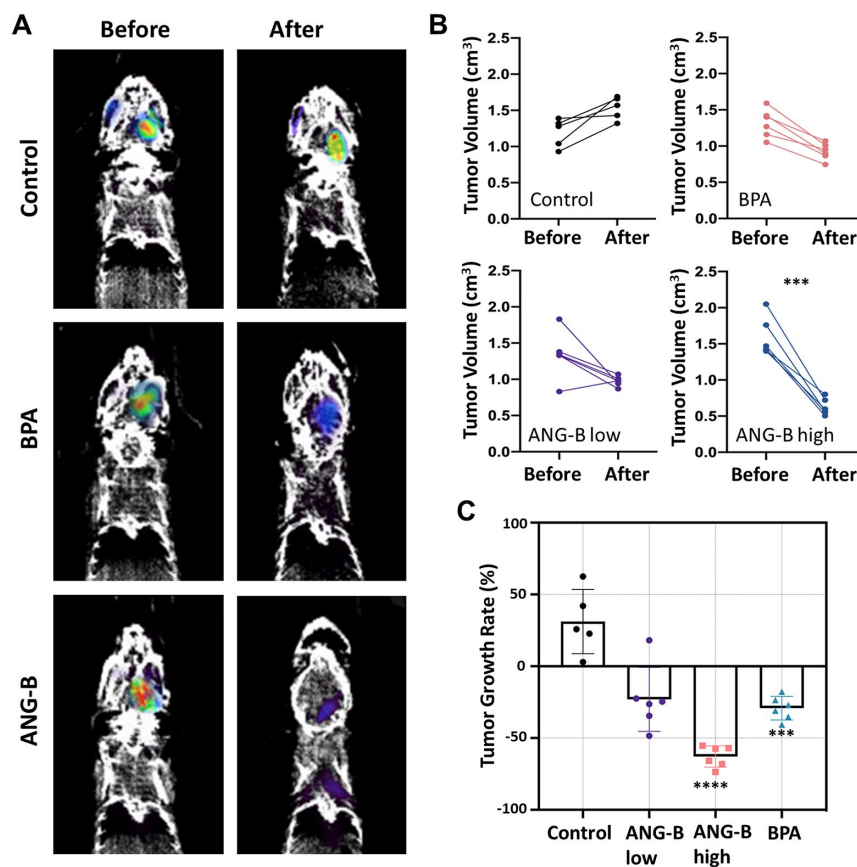 A
Before
After
Control
BPA
ANG-B
B
Tumor Volume (cm³)
2.5
2.0
1.5
1.0
0.5
0.0
Control
Before
After
Tumor Volume (cm³)
2.5
2.0
1.5
1.0
0.5
0.0
BPA
Before
After
Tumor Volume (cm³)
2.5
2.0
1.5
1.0
0.5
0.0
ANG-B low
Before
After
Tumor Volume (cm³)
2.5
2.0
1.5
1.0
0.5
0.0
***
ANG-B high
Before
After
C
Tumor Growth Rate (%)
100
50
0
-50
-100
****
***
Control
ANG-B
low
ANG-B
high
BPA